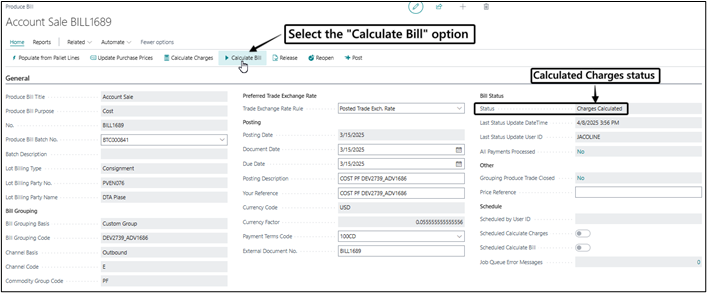 Produce Bill
Account Sale BILL1689
Select the "Calculate Bill" option
Home Reports Related Automate Fewer options
Populate from Pallet Lines Update Purchase Prices Calculate Charges Calculate Bill Release Reopen Post
Calculated Charges status
General
Produce Bill Title Account Sale
Produce Bill Purpose Cost
No. BILL1689
Produce Bill Batch No. BTC000841
Batch Description
Lot Billing Type Consignment
Lot Billing Party No. PVEN076
Lot Billing Party Name DTA Plase
Bill Grouping
Bill Grouping Basis Custom Group
Bill Grouping Code DEV2739_ADV1686
Channel Basis Outbound
Channel Code E
Commodity Group Code PF
Preferred Trade Exchange Rate
Trade Exchange Rate Rule Posted Trade Exch. Rate
Posting
Posting Date 3/15/2025
Document Date 3/15/2025
Due Date 3/15/2025
Posting Description COST PF DEV2739_ADV1686
Your Reference COST PF DEV2739_ADV1686
Currency Code USD
Currency Factor 0.055555555555556
Payment Terms Code 100CD
External Document No. BILL1689
Bill Status
Status Charges Calculated
Last Status Update DateTime 4/8/2025 3:56 PM
Last Status Update User ID JACOLINE
All Payments Processed No
Other
Grouping Produce Trade Closed No
Price Reference
Schedule
Scheduled by User ID
Scheduled Calculate Charges
Scheduled Calculate Bill
Job Queue Error Messages 0